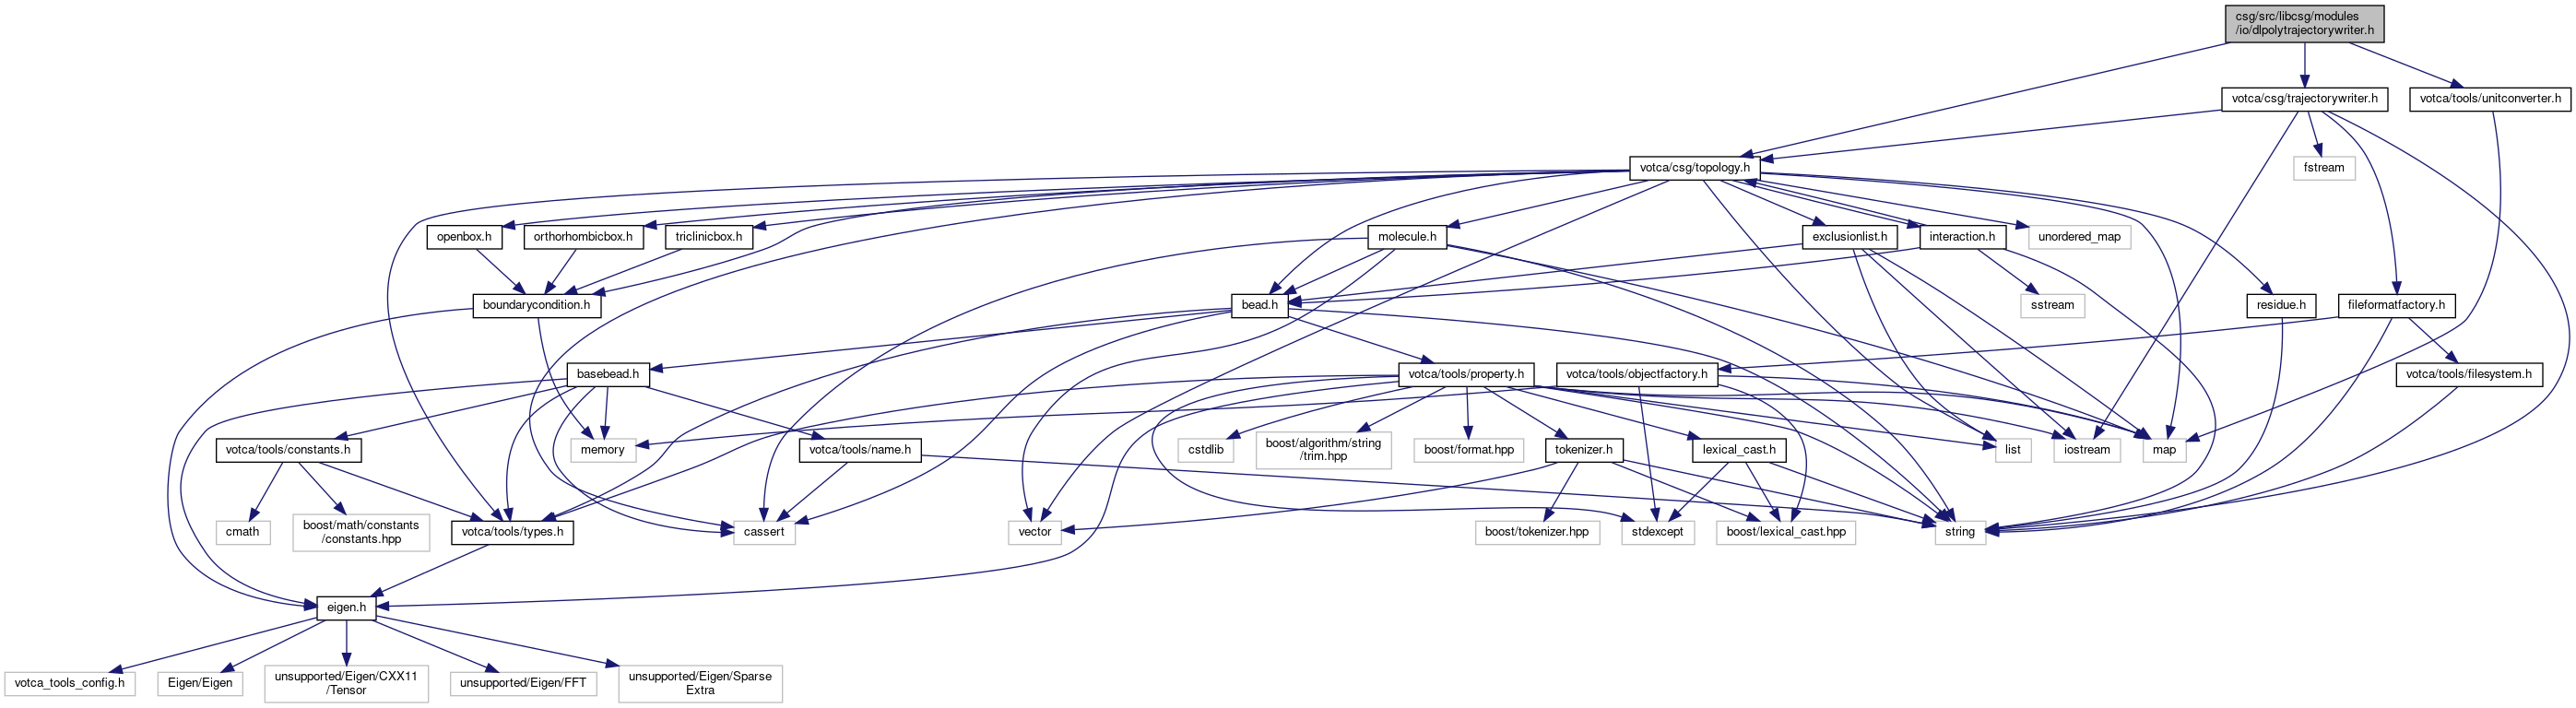 csg/src/libcsg/modules
/io/dlpolytrajectorywriter.h
votca/csg/trajectorywriter.h
votca/tools/unitconverter.h
votca/csg/topology.h
fstream
openbox.h
orthorhombicbox.h
triclinicbox.h
molecule.h
exclusionlist.h
interaction.h
unordered_map
boundarycondition.h
bead.h
sstream
residue.h
fileformatfactory.h
basebead.h
votca/tools/property.h
votca/tools/objectfactory.h
votca/tools/filesystem.h
votca/tools/constants.h
memory
votca/tools/name.h
cstdlib
boost/algorithm/string
/trim.hpp
boost/format.hpp
tokenizer.h
lexical_cast.h
list
iostream
map
cmath
boost/math/constants
/constants.hpp
votca/tools/types.h
cassert
vector
boost/tokenizer.hpp
stdexcept
boost/lexical_cast.hpp
string
eigen.h
votca_tools_config.h
Eigen/Eigen
unsupported/Eigen/CXX11
/Tensor
unsupported/Eigen/FFT
unsupported/Eigen/Sparse
Extra